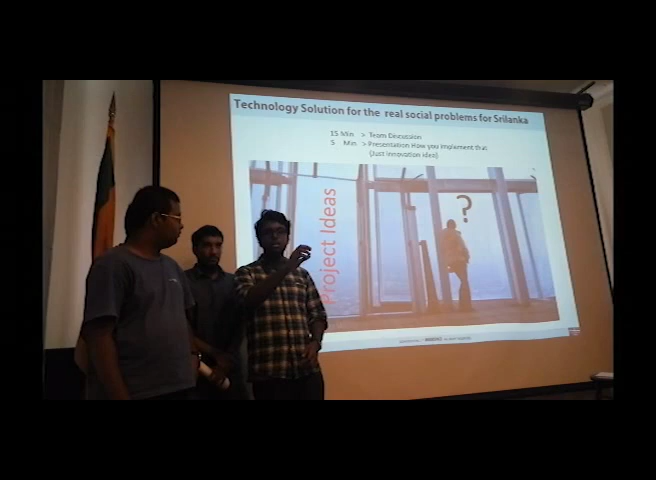 Technology Solution for the real social problems for Srilanka
15 Min > Team Discussion
5 Min > Presentation How you implement that
(Just innovation idea)
?
Project Ideas